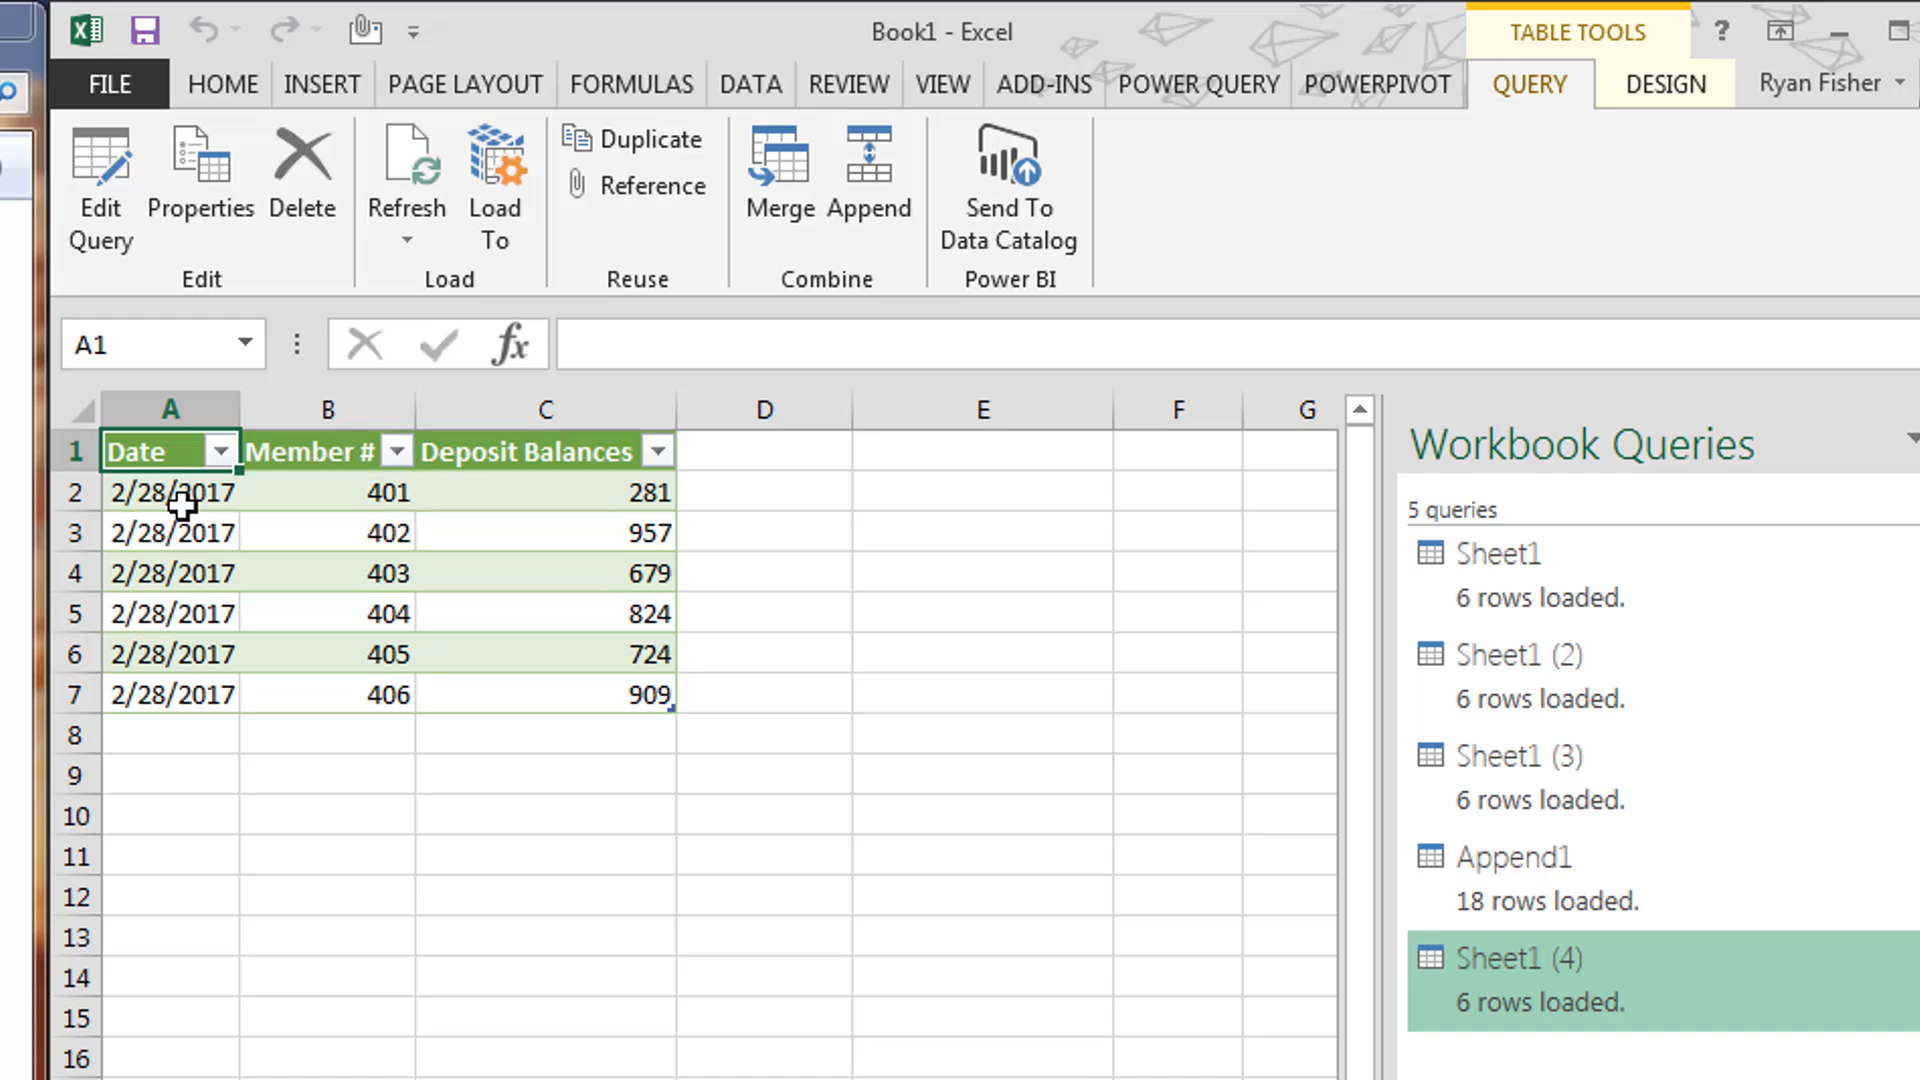 Book1 - Excel
TABLE TOOLS
?
FILE HOME INSERT PAGE LAYOUT FORMULAS DATA REVIEW VIEW ADD-INS POWER QUERY POWERPIVOT QUERY DESIGN Ryan Fisher
Edit
Query
Properties
Delete
Edit
Refresh
Load
To
Load
Duplicate
Reference
Reuse
Merge
Append
Combine
Send To
Data Catalog
Power BI
A1
fx
A B C D E F G
1 Date Member # Deposit Balances
2 2/28/2017 401 281
3 2/28/2017 402 957
4 2/28/2017 403 679
5 2/28/2017 404 824
6 2/28/2017 405 724
7 2/28/2017 406 909
8
9
10
11
12
13
14
15
16
Workbook Queries
5 queries
Sheet1
6 rows loaded.
Sheet1 (2)
6 rows loaded.
Sheet1 (3)
6 rows loaded.
Append1
18 rows loaded.
Sheet1 (4)
6 rows loaded.